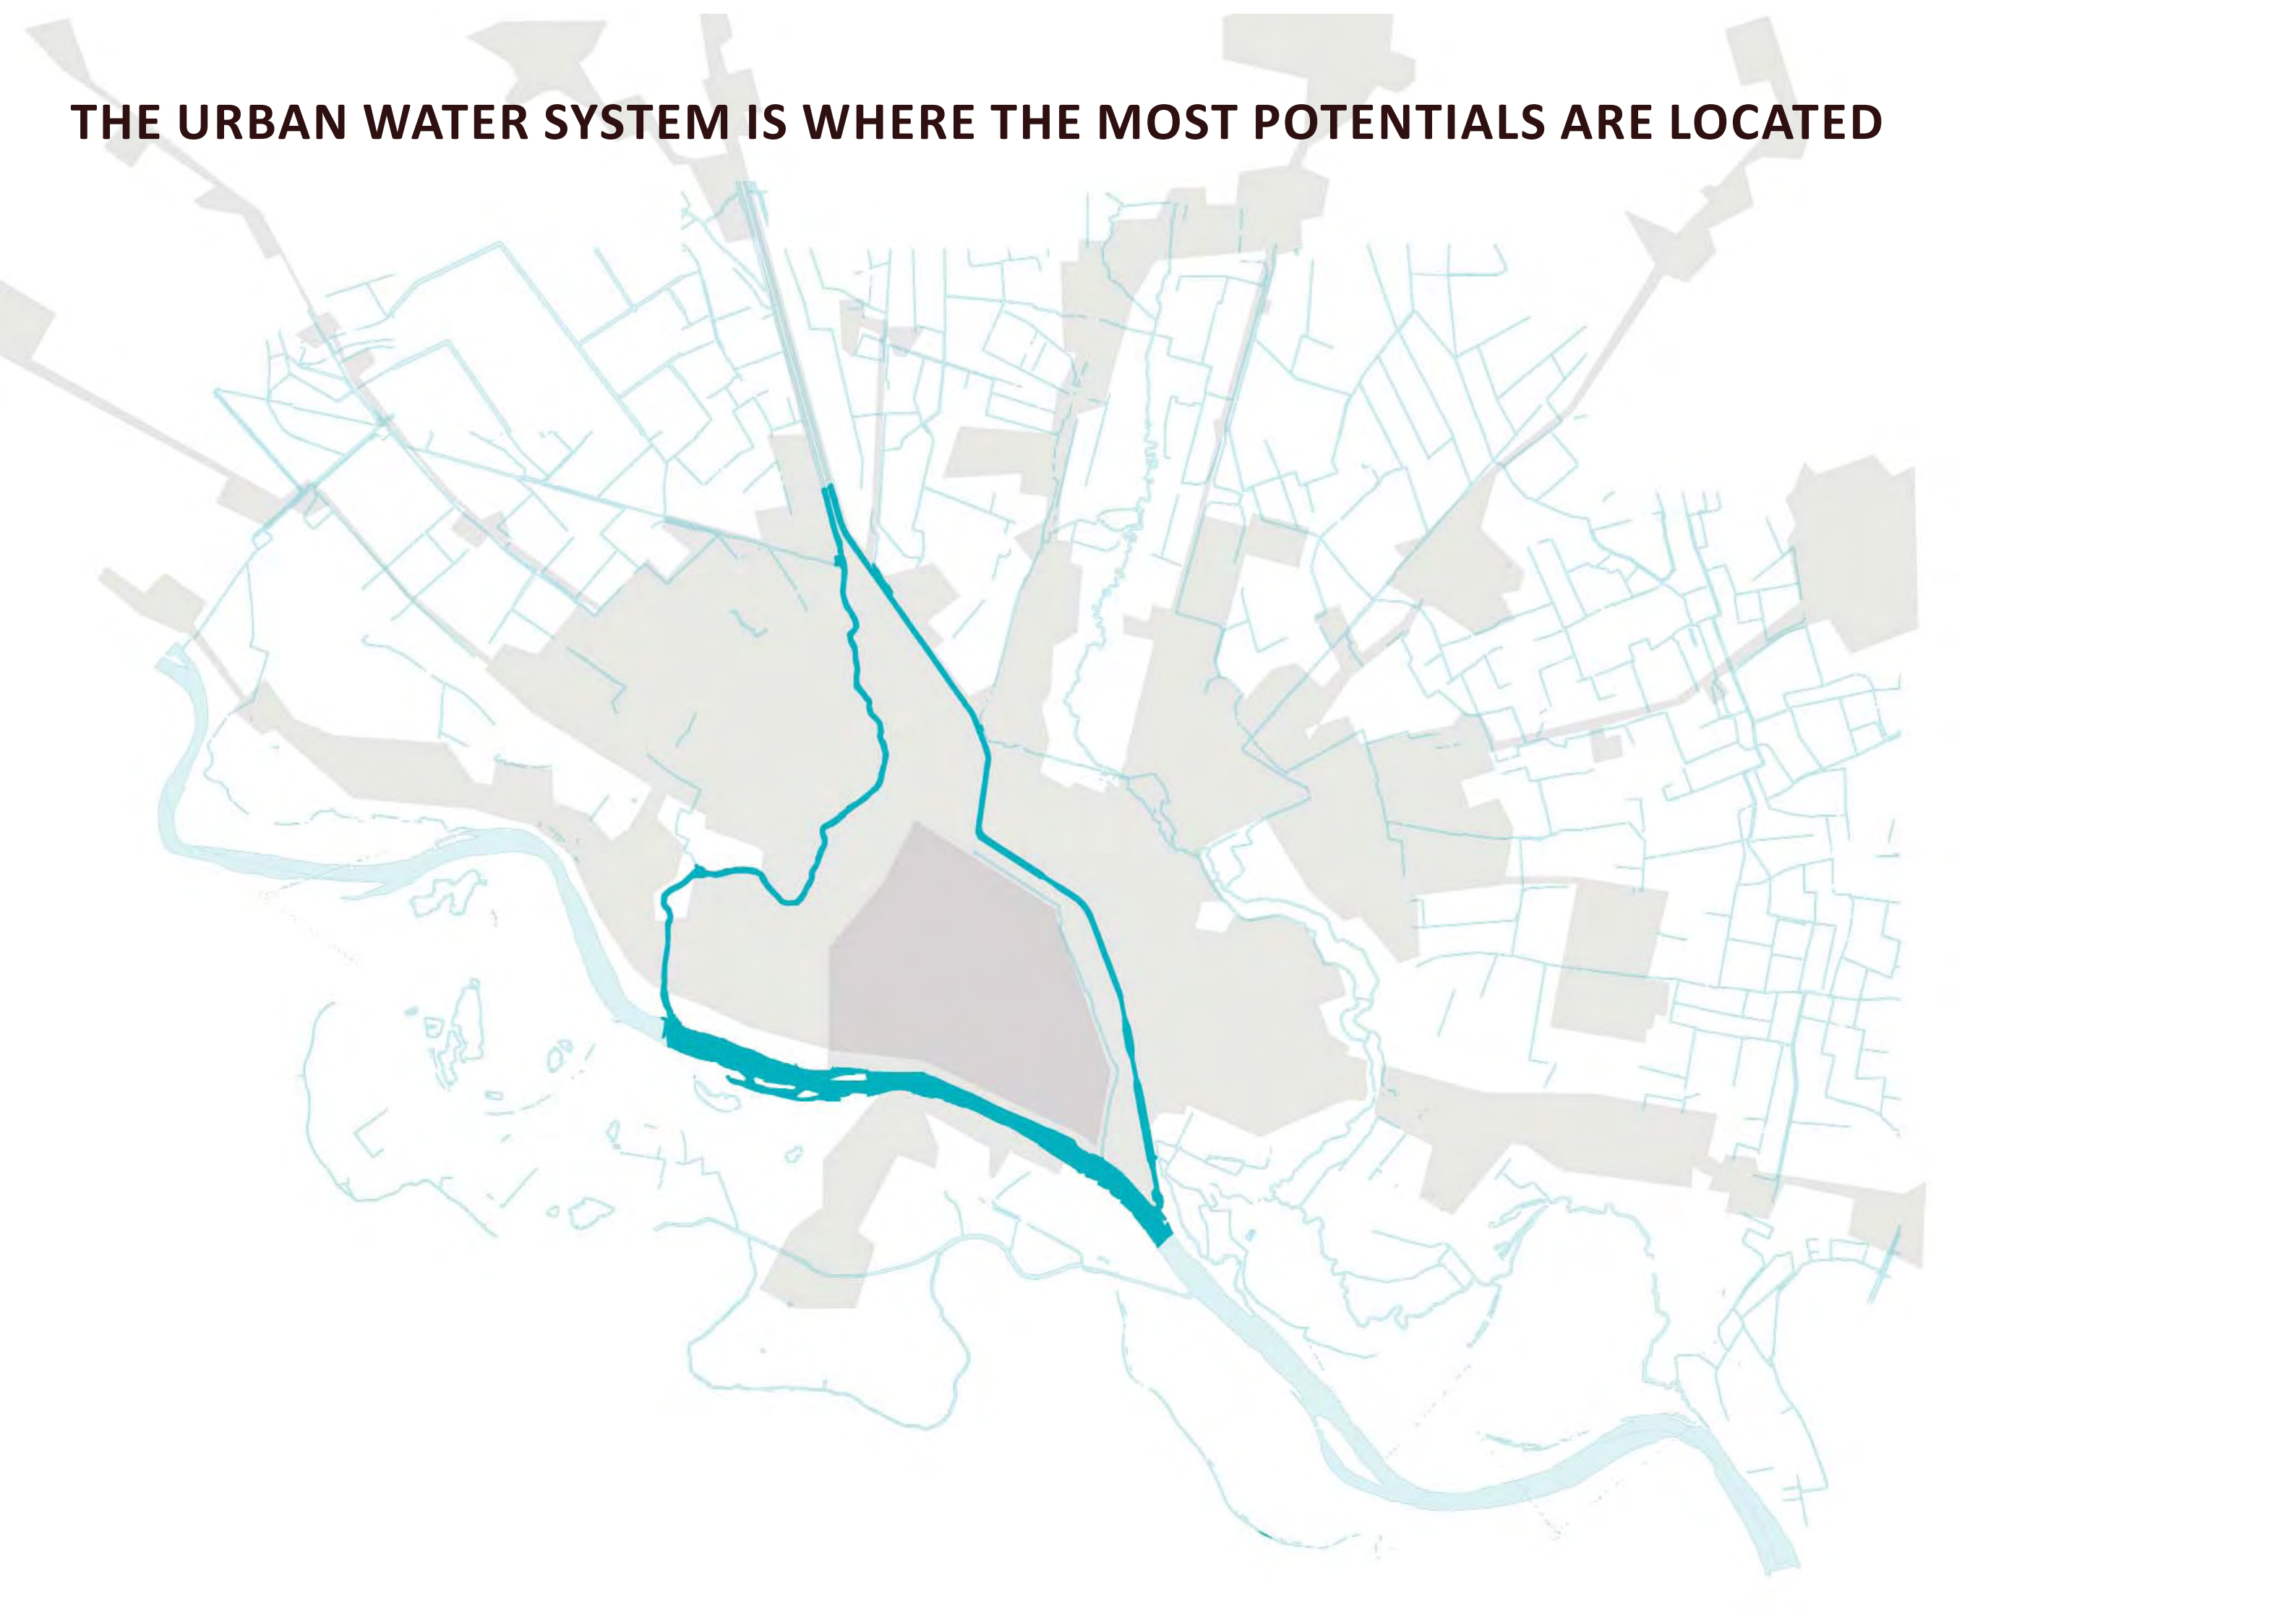 THE URBAN WATER SYSTEM IS WHERE THE MOST POTENTIALS ARE LOCATED